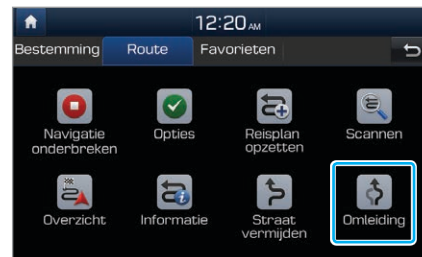 12:20 AM
Bestemming Route Favorieten
Navigatie onderbreken
Opties
Reisplan opzetten
Scannen
Overzicht
Informatie
Straat vermijden
Omleiding